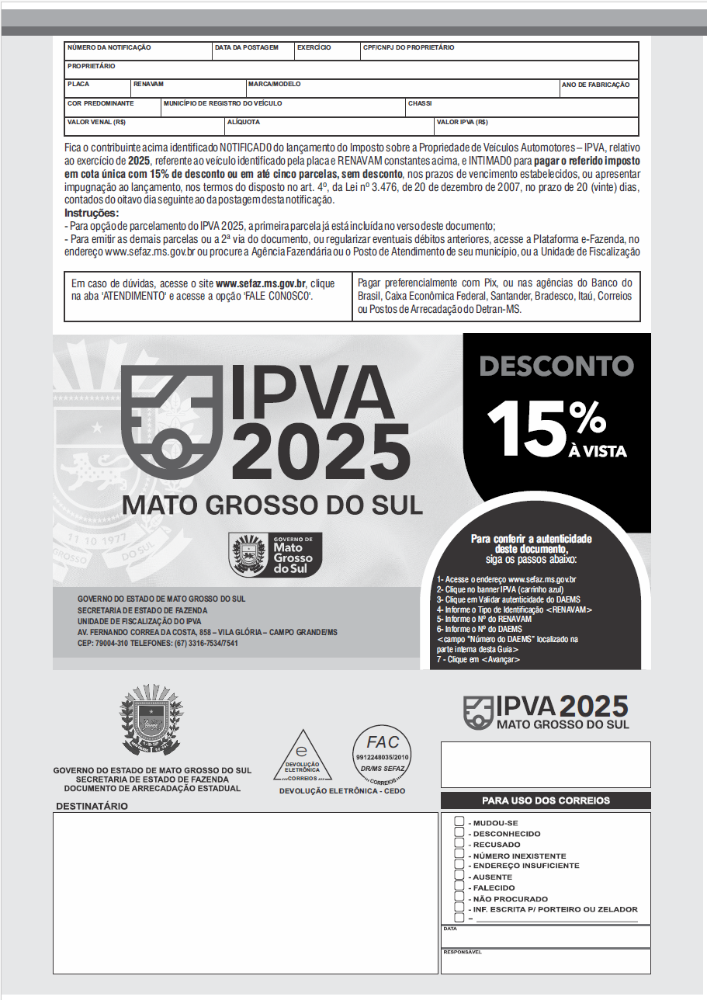 NÚMERO DA NOTIFICAÇÃO DATA DA POSTAGEM EXERCÍCIO CPF/CNPJ DO PROPRIETÁRIO
PROPRIETÁRIO
PLACA RENAVAM MARCA/MODELO ANO DE FABRICAÇÃO
COR PREDOMINANTE MUNICÍPIO DE REGISTRO DO VEÍCULO CHASSI
VALOR VENAL (R$) ALÍQUOTA VALOR IPVA (R$)
Fica o contribuinte acima identificado NOTIFICADO do lançamento do Imposto sobre a Propriedade de Veículos Automotores – IPVA, relativo
ao exercício de 2025, referente ao veículo identificado pela placa e RENAVAM constantes acima, e INTIMADO para pagar o referido imposto
em cota única com 15% de desconto ou em até cinco parcelas, sem desconto, nos prazos de vencimento estabelecidos, ou apresentar
impugnação ao lançamento, nos termos do disposto no art. 4º, da Lei nº 3.476, de 20 de dezembro de 2007, no prazo de 20 (vinte) dias,
contados do oitavo dia seguinte ao da postagem desta notificação.
Instruções:
- Para opção de parcelamento do IPVA 2025, a primeira parcela já está incluída no verso deste documento;
- Para emitir as demais parcelas ou a 2ª via do documento, ou regularizar eventuais débitos anteriores, acesse a Plataforma e-Fazenda, no
endereço www.sefaz.ms.gov.br ou procure a Agência Fazendária ou o Posto de Atendimento de seu município, ou a Unidade de Fiscalização
Em caso de dúvidas, acesse o site www.sefaz.ms.gov.br, clique
na aba 'ATENDIMENTO' e acesse a opção 'FALE CONOSCO'.
Pagar preferencialmente com Pix, ou nas agências do Banco do
Brasil, Caixa Econômica Federal, Santander, Bradesco, Itaú, Correios
ou Postos de Arrecadação do Detran-MS.
IPVA
2025
MATO GROSSO DO SUL
DESCONTO
15%
À VISTA
11 10 1977
GROSSO DO SUL
GOVERNO DE
Mato
Grosso
do Sul
Para conferir a autenticidade
deste documento,
siga os passos abaixo:
1- Acesse o endereço www.sefaz.ms.gov.br
2- Clique no banner IPVA (carrinho azul)
3- Clique em Validar autenticidade do DAEMS
4- Informe o Tipo de Identificação <RENAVAM>
5- Informe o Nº do RENAVAM
6- Informe o Nº do DAEMS
<campo "Número do DAEMS" localizado na
parte interna desta Guia>
7 - Clique em <Avançar>
GOVERNO DO ESTADO DE MATO GROSSO DO SUL
SECRETARIA DE ESTADO DE FAZENDA
UNIDADE DE FISCALIZAÇÃO DO IPVA
AV. FERNANDO CORREA DA COSTA, 858 – VILA GLÓRIA – CAMPO GRANDE/MS
CEP: 79004-310 TELEFONES: (67) 3316-7534/7541
GOVERNO DO ESTADO DE MATO GROSSO DO SUL
SECRETARIA DE ESTADO DE FAZENDA
DOCUMENTO DE ARRECADAÇÃO ESTADUAL
e
DEVOLUÇÃO
ELETRÔNICA
CORREIOS
FAC
9912248035/2010
DR/MS SEFAZ
CORREIOS
DEVOLUÇÃO ELETRÔNICA - CEDO
IPVA 2025
MATO GROSSO DO SUL
DESTINATÁRIO
PARA USO DOS CORREIOS
- MUDOU-SE
- DESCONHECIDO
- RECUSADO
- NÚMERO INEXISTENTE
- ENDEREÇO INSUFICIENTE
- AUSENTE
- FALECIDO
- NÃO PROCURADO
- INF. ESCRITA P/ PORTEIRO OU ZELADOR
–
DATA
RESPONSÁVEL